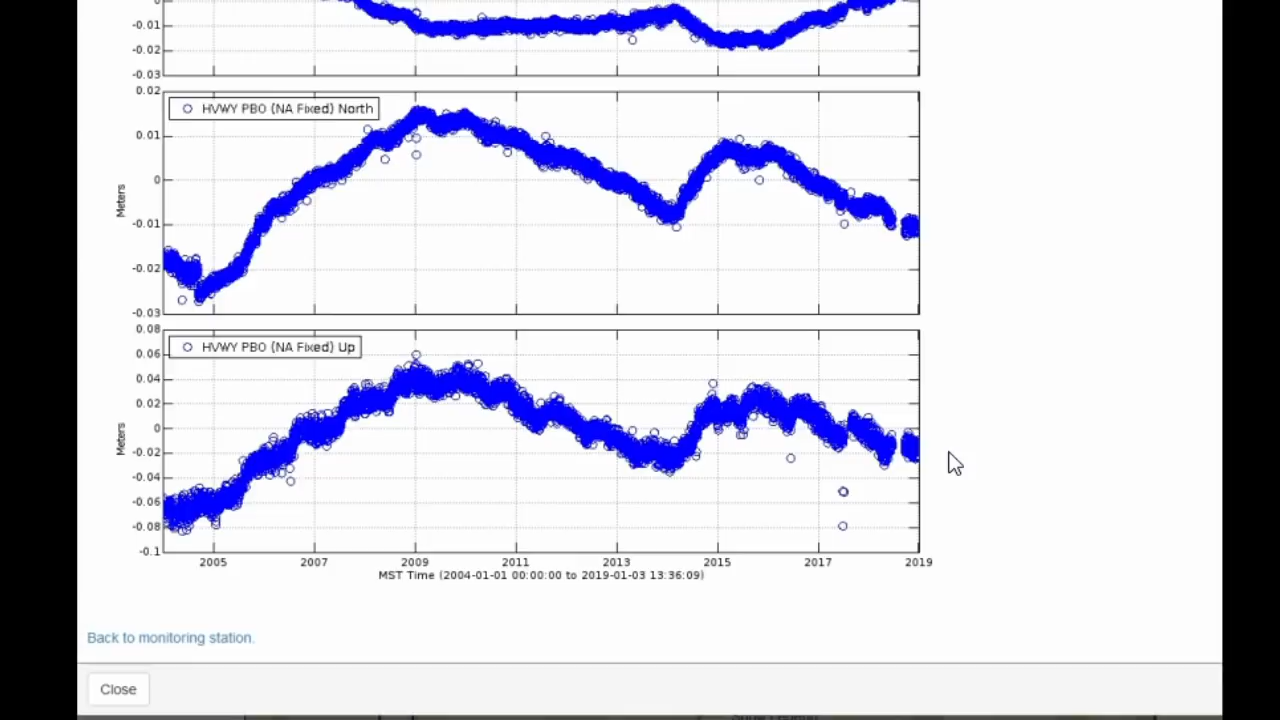 0
-0.01
-0.02
-0.03
0.02
HVWY PBO (NA Fixed) North
0.01
0
-0.01
-0.02
-0.03
Meters
0.08
HVWY PBO (NA Fixed) Up
0.06
0.04
0.02
0
-0.02
-0.04
-0.06
-0.08
-0.1
Meters
2005 2007 2009 2011 2013 2015 2017 2019
MST Time (2004-01-01 00:00:00 to 2019-01-03 13:36:09)
Back to monitoring station.
Close